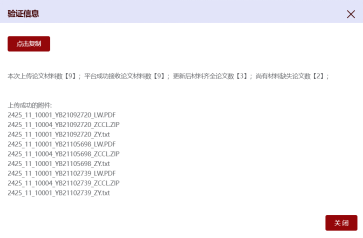 验证信息
点击复制
本次上传论文材料数【9】；平台成功接收论文材料数【9】；更新后材料齐全论文数【3】；尚有材料缺失论文数【2】；
上传成功的附件:
2425_11_10001_YB21092720_LW.PDF
2425_11_10004_YB21092720_ZCCL.ZIP
2425_11_10001_YB21092720_ZY.txt
2425_11_10001_YB21105698_LW.PDF
2425_11_10004_YB21105698_ZCCL.ZIP
2425_11_10001_YB21105698_ZY.txt
2425_11_10001_YB21102739_LW.PDF
2425_11_10004_YB21102739_ZCCL.ZIP
2425_11_10001_YB21102739_ZY.txt
关 闭